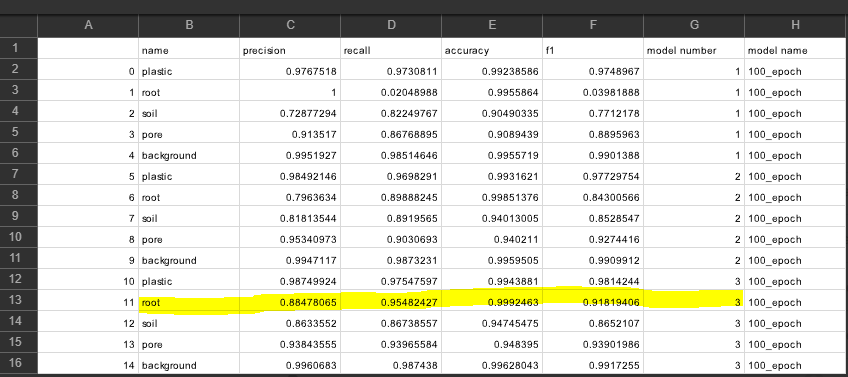 A B C D E F G H
1 name precision recall accuracy f1 model number model name
2 0 plastic 0.9767518 0.9730811 0.99238586 0.9748967 1 100_epoch
3 1 root 1 0.02048988 0.9955864 0.03981888 1 100_epoch
4 2 soil 0.72877294 0.82249767 0.90490335 0.7712178 1 100_epoch
5 3 pore 0.913517 0.86768895 0.9089439 0.8895963 1 100_epoch
6 4 background 0.9951927 0.98514646 0.9955719 0.9901388 1 100_epoch
7 5 plastic 0.98492146 0.9698291 0.9931621 0.97729754 2 100_epoch
8 6 root 0.7963634 0.89888245 0.99851376 0.84300566 2 100_epoch
9 7 soil 0.81813544 0.8919565 0.94013005 0.8528547 2 100_epoch
10 8 pore 0.95340973 0.9030693 0.940211 0.9274416 2 100_epoch
11 9 background 0.9947117 0.9873231 0.9959505 0.9909912 2 100_epoch
12 10 plastic 0.98749924 0.97547597 0.9943881 0.9814244 3 100_epoch
13 11 root 0.88478065 0.95482427 0.9992463 0.91819406 3 100_epoch
14 12 soil 0.8633552 0.86738557 0.94745475 0.8652107 3 100_epoch
15 13 pore 0.93843555 0.93965584 0.948395 0.93901986 3 100_epoch
16 14 background 0.9960683 0.987438 0.99628043 0.9917255 3 100_epoch